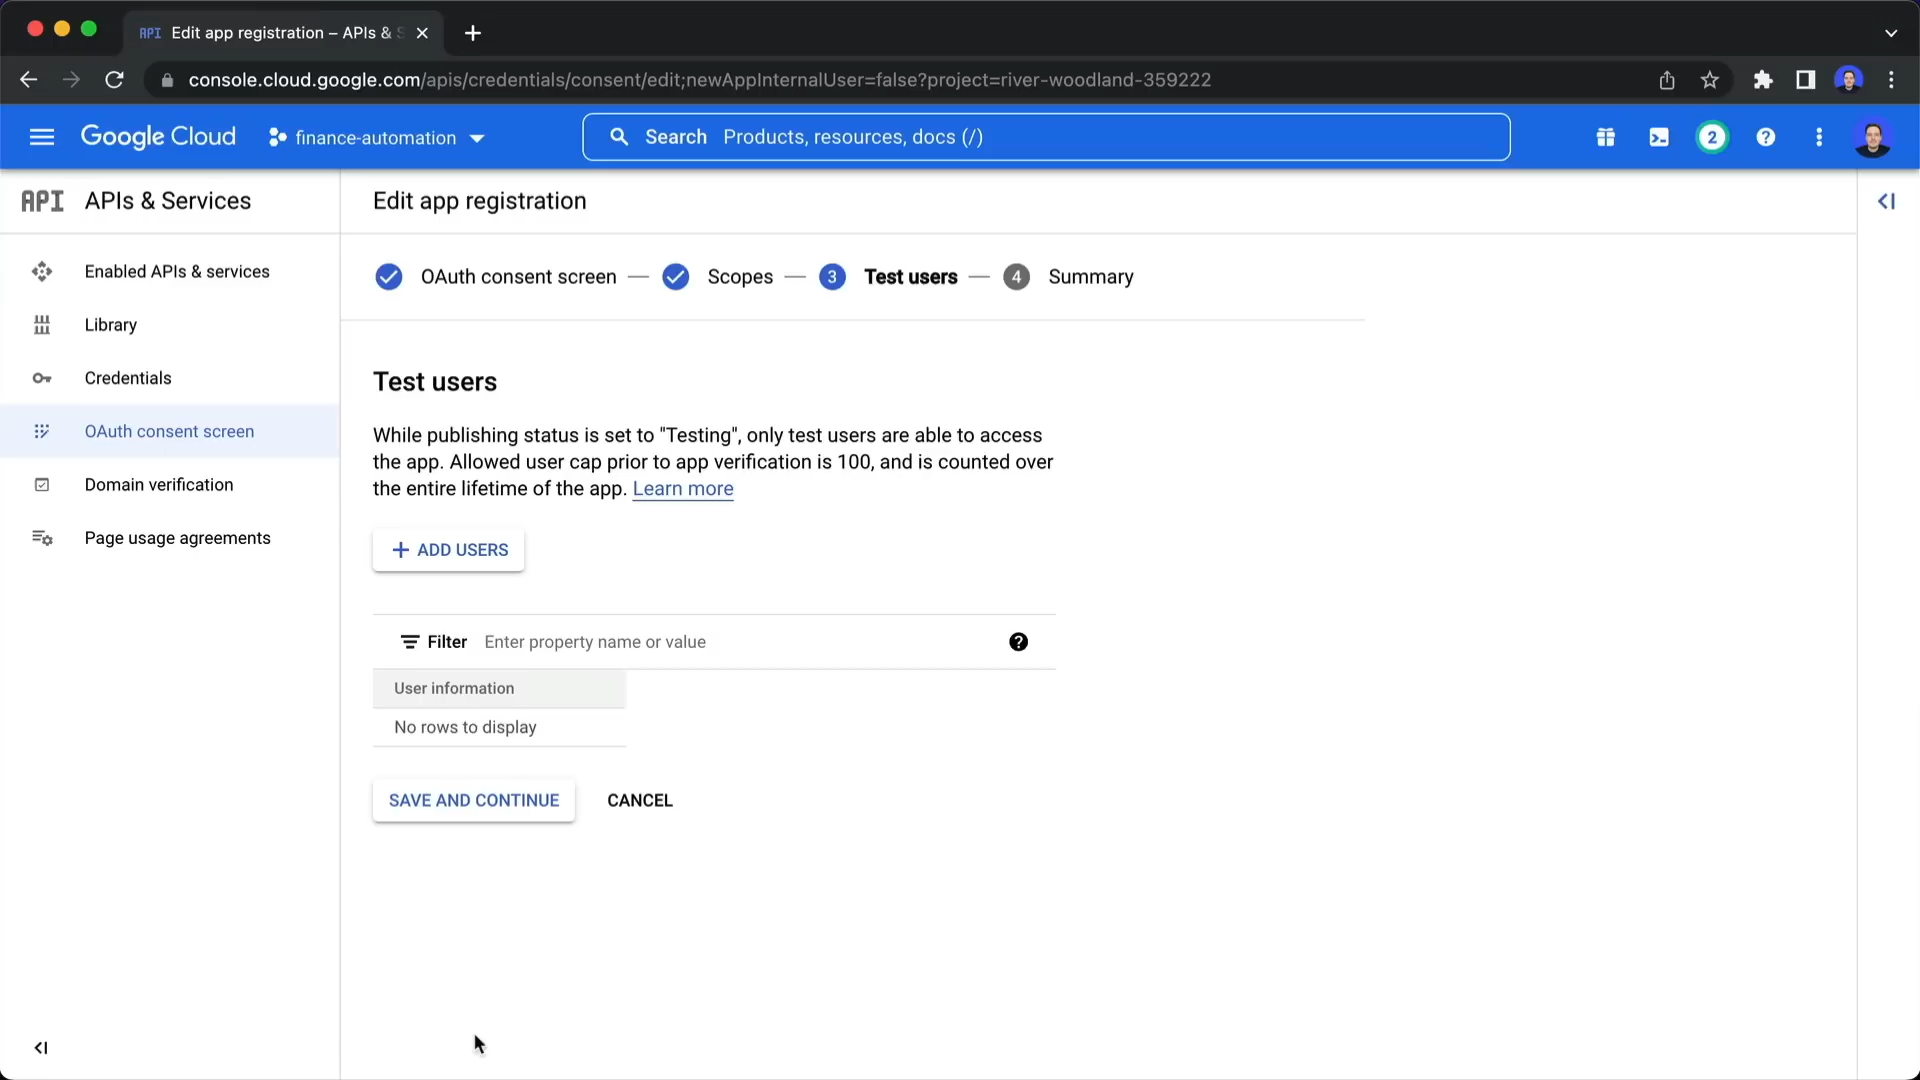 API Edit app registration – APIs & S
console.cloud.google.com/apis/credentials/consent/edit;newAppInternalUser=false?project=river-woodland-359222
Google Cloud finance-automation Search Products, resources, docs (/) 2
API APIs & Services
Edit app registration
Enabled APIs & services
Library
Credentials
OAuth consent screen
Domain verification
Page usage agreements
OAuth consent screen — Scopes — 3 Test users — 4 Summary
Test users
While publishing status is set to "Testing", only test users are able to access
the app. Allowed user cap prior to app verification is 100, and is counted over
the entire lifetime of the app. Learn more
+ ADD USERS
Filter Enter property name or value
User information
No rows to display
SAVE AND CONTINUE CANCEL